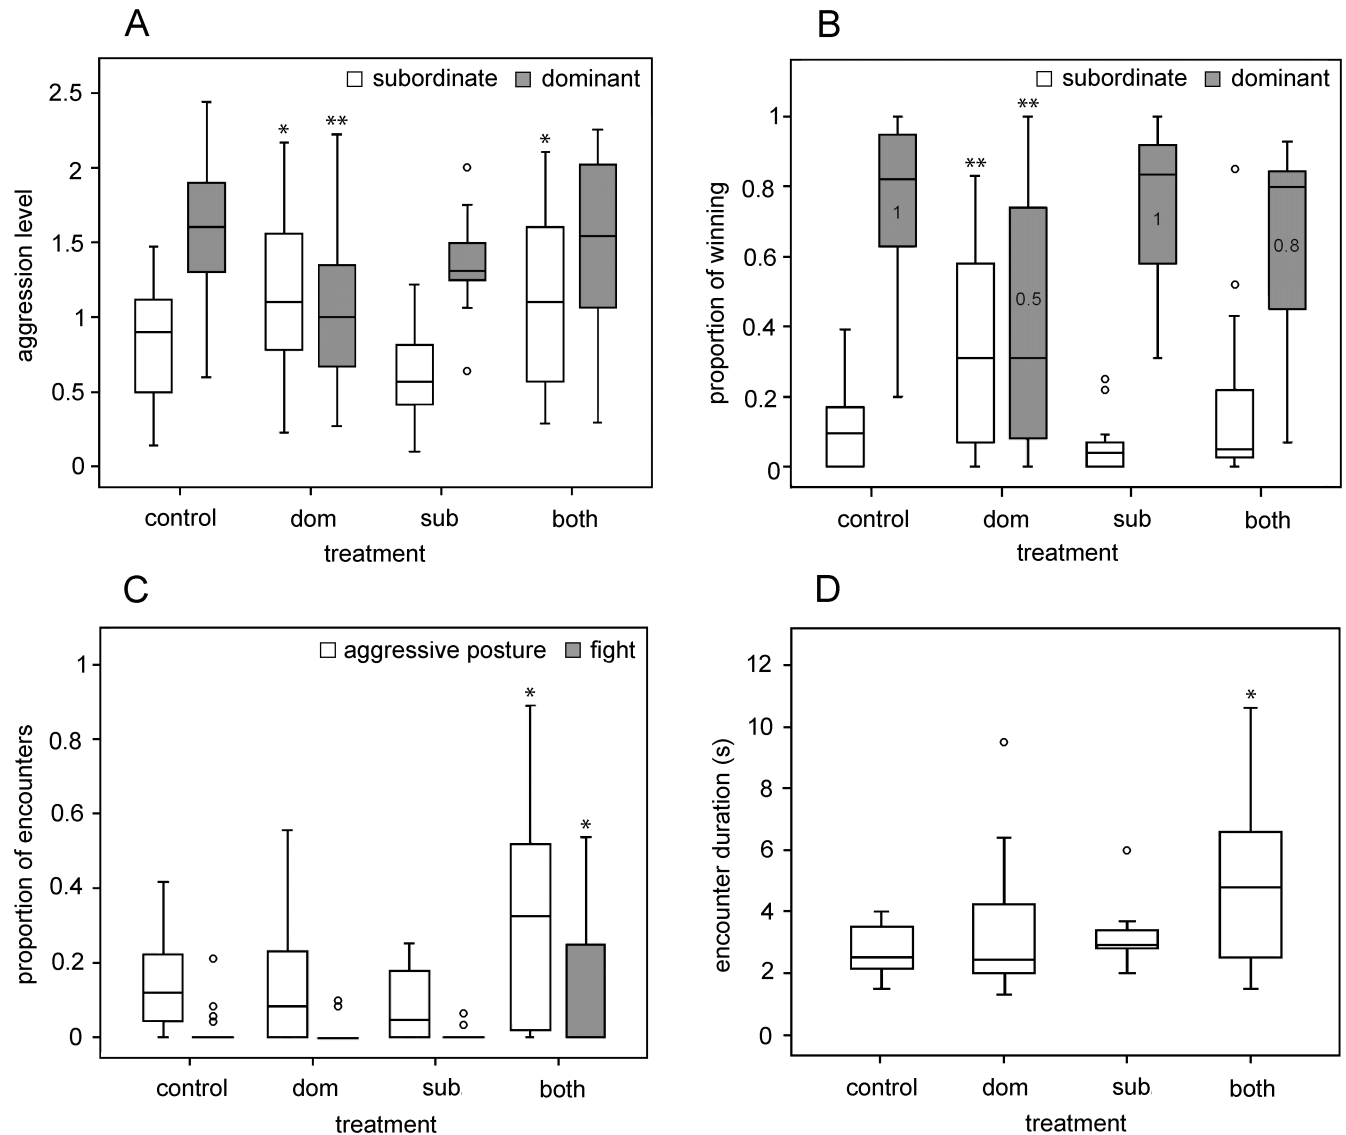 A
subordinate dominant
2.5
2
1.5
1
0.5
0
aggression level
* ** *
control dom sub both
treatment
B
subordinate dominant
1
0.8
0.6
0.4
0.2
0
proportion of winning
** **
1 0.5 1 0.8
control dom sub both
treatment
C
aggressive posture fight
1
0.8
0.6
0.4
0.2
0
proportion of encounters
* *
control dom sub both
treatment
D
12
10
8
6
4
2
0
encounter duration (s)
*
control dom sub both
treatment